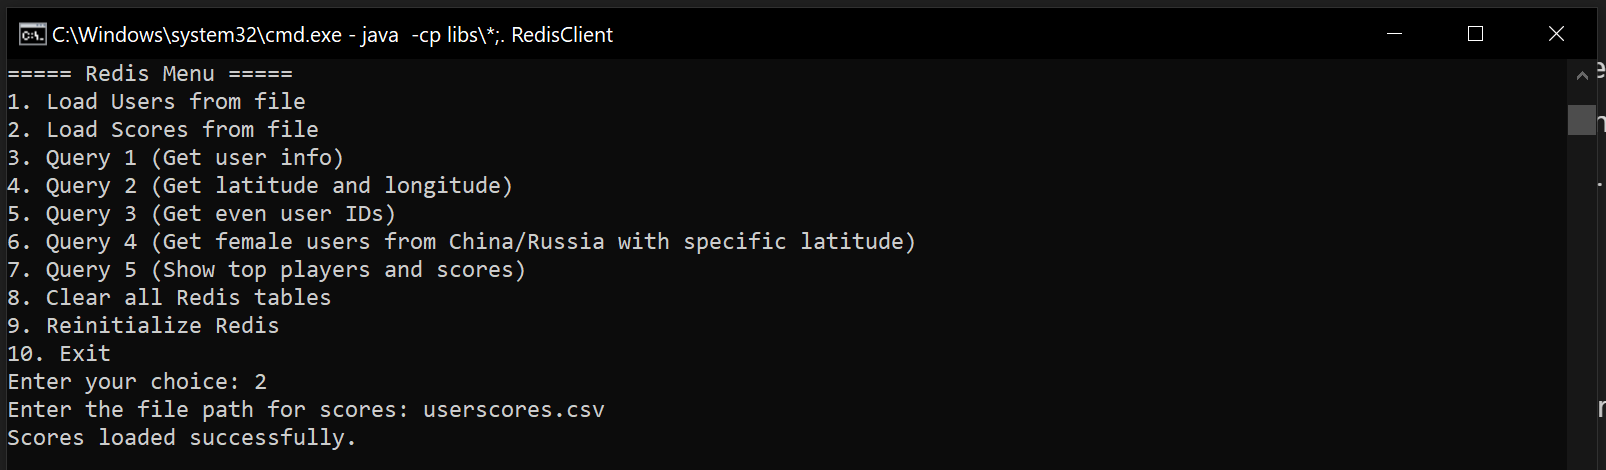 C:\Windows\system32\cmd.exe - java  -cp libs\*;. RedisClient
===== Redis Menu =====
1. Load Users from file
2. Load Scores from file
3. Query 1 (Get user info)
4. Query 2 (Get latitude and longitude)
5. Query 3 (Get even user IDs)
6. Query 4 (Get female users from China/Russia with specific latitude)
7. Query 5 (Show top players and scores)
8. Clear all Redis tables
9. Reinitialize Redis
10. Exit
Enter your choice: 2
Enter the file path for scores: userscores.csv
Scores loaded successfully.